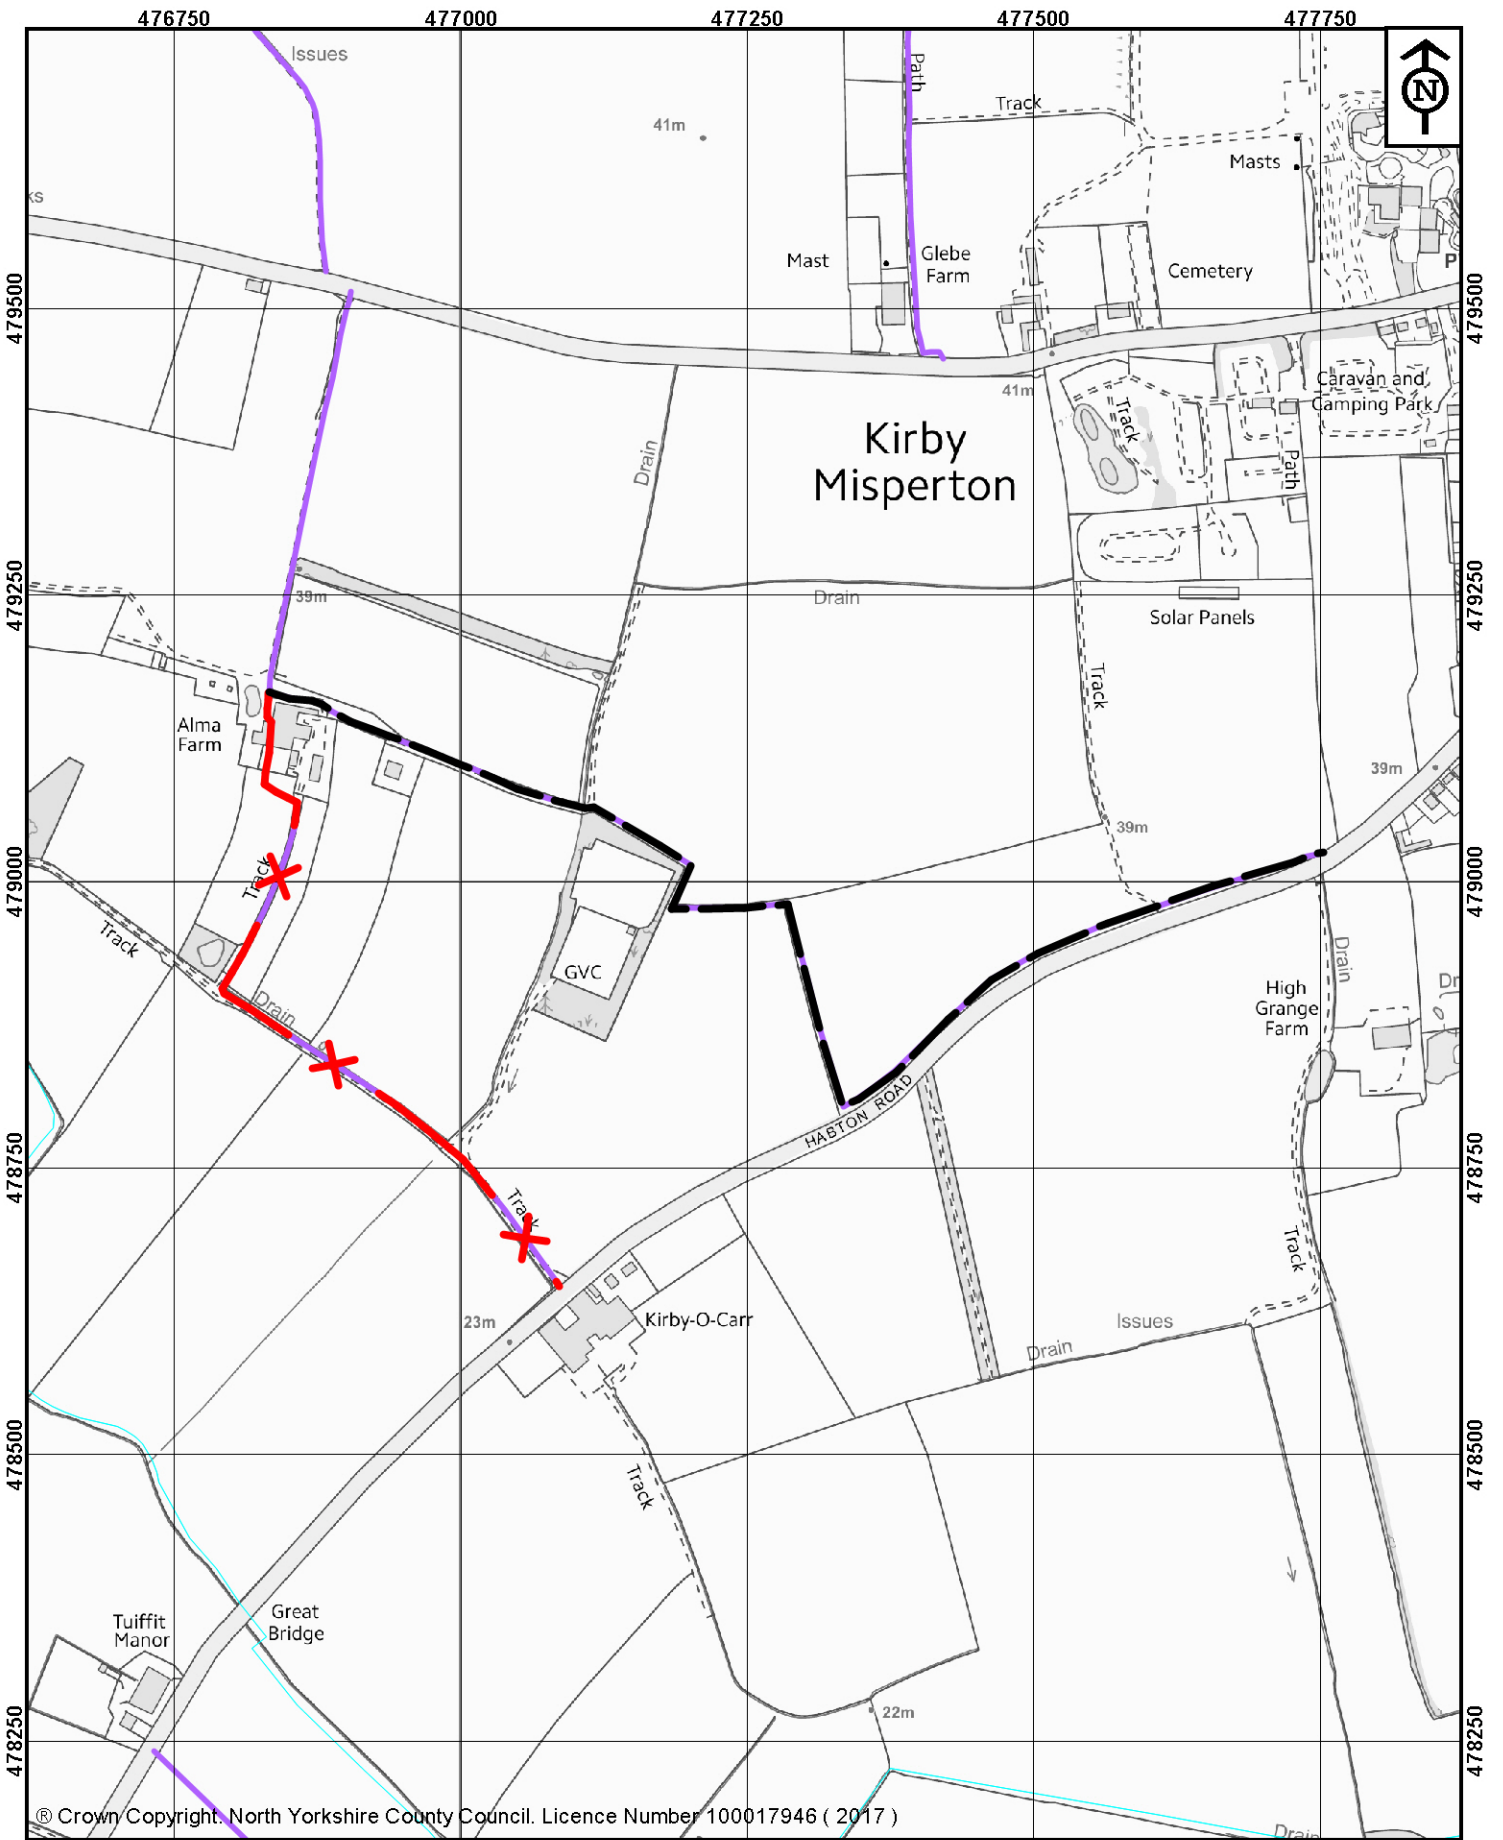 476750
477000
477250
477500
477750
Issues
Path
Track
41m
N
Masts
Mast
Glebe
Farm
Cemetery
479500
479500
41m
Caravan and
Camping Park
Track
Path
Kirby
Misperton
Drain
479250
479250
39m
Drain
Solar Panels
Track
Alma
Farm
39m
39m
Track
479000
479000
Track
Drain
GVC
Drain
High
Grange
Farm
HABTON ROAD
478750
478750
Track
Track
23m
Kirby-O-Carr
Issues
Drain
478500
478500
Track
Tuiffit
Manor
Great
Bridge
22m
478250
478250
® Crown Copyright. North Yorkshire County Council. Licence Number 100017946 ( 2017 )
Drain